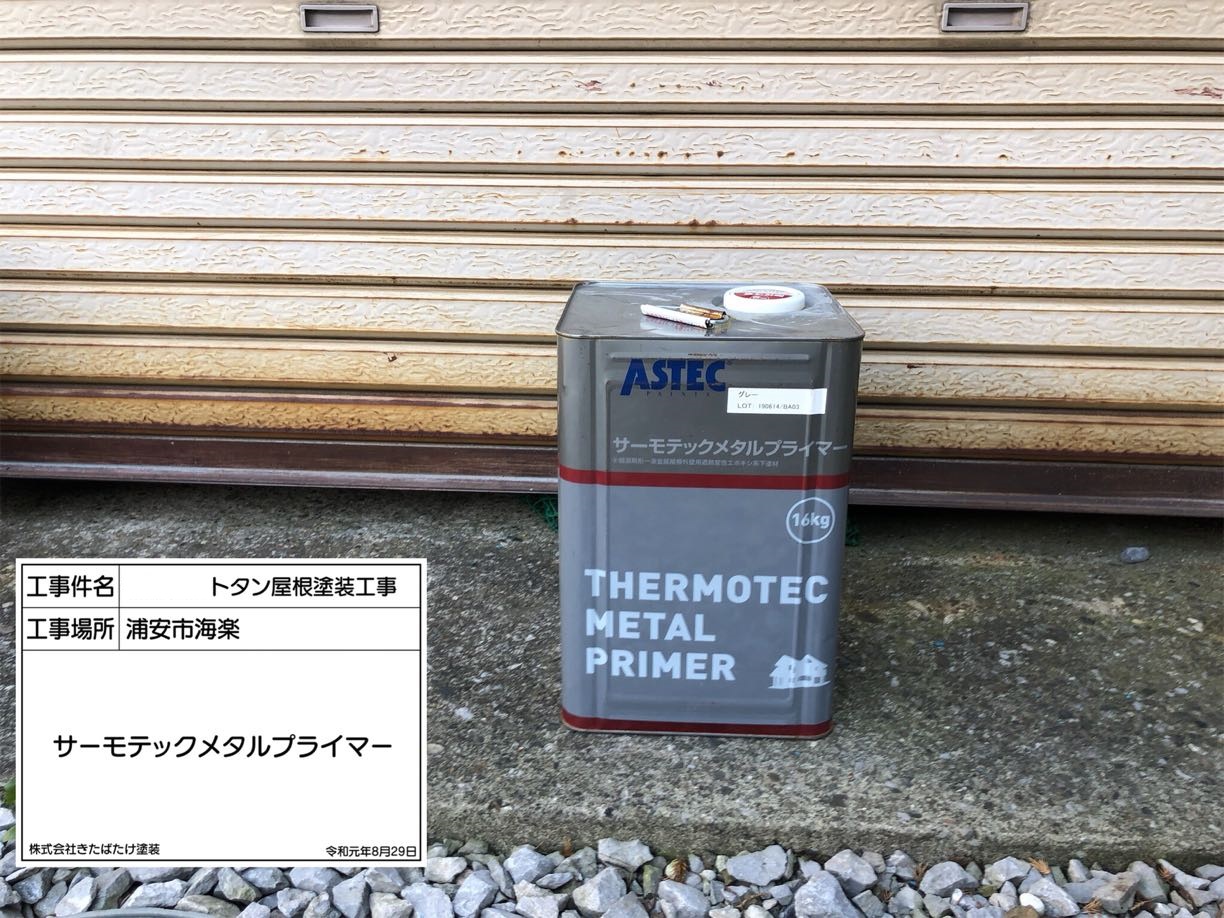 ASTEC
PAINTS
グレー
LOT: 190614/BA03
サーモテックメタルプライマー
16kg
THERMOTEC
METAL
PRIMER
工事件名 トタン屋根塗装工事
工事場所 浦安市海楽
サーモテックメタルプライマー
株式会社きたばたけ塗装 令和元年8月29日